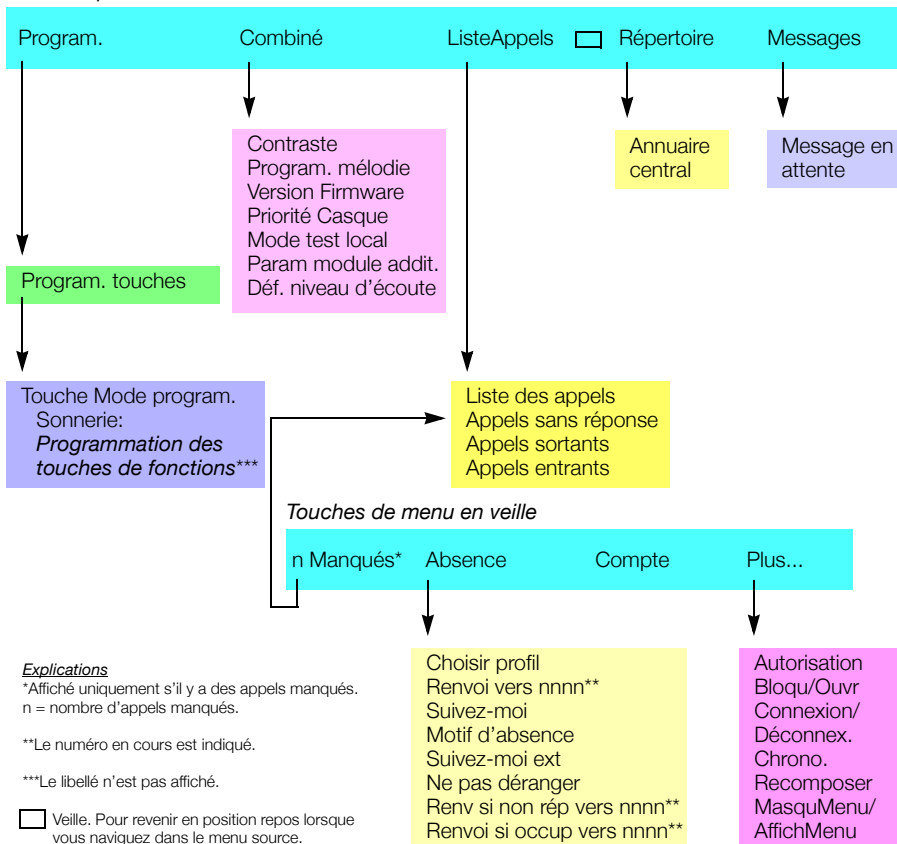 Program.
Combiné
ListeAppels
Répertoire
Messages
Contraste
Program. mélodie
Version Firmware
Priorité Casque
Mode test local
Param module addit.
Déf. niveau d'écoute
Annuaire
central
Message en
attente
Program. touches
Touche Mode program.
Sonnerie:
Programmation des
touches de fonctions***
Liste des appels
Appels sans réponse
Appels sortants
Appels entrants
Touches de menu en veille
n Manqués*
Absence
Compte
Plus...
Choisir profil
Renvoi vers nnnn**
Suivez-moi
Motif d'absence
Suivez-moi ext
Ne pas déranger
Renv si non rép vers nnnn**
Renvoi si occup vers nnnn**
Autorisation
Bloqu/Ouvr
Connexion/
Déconnex.
Chrono.
Recomposer
MasquMenu/
AffichMenu
Explications
*Affiché uniquement s'il y a des appels manqués.
n = nombre d'appels manqués.
**Le numéro en cours est indiqué.
***Le libellé n'est pas affiché.
Veille. Pour revenir en position repos lorsque
vous naviguez dans le menu source.